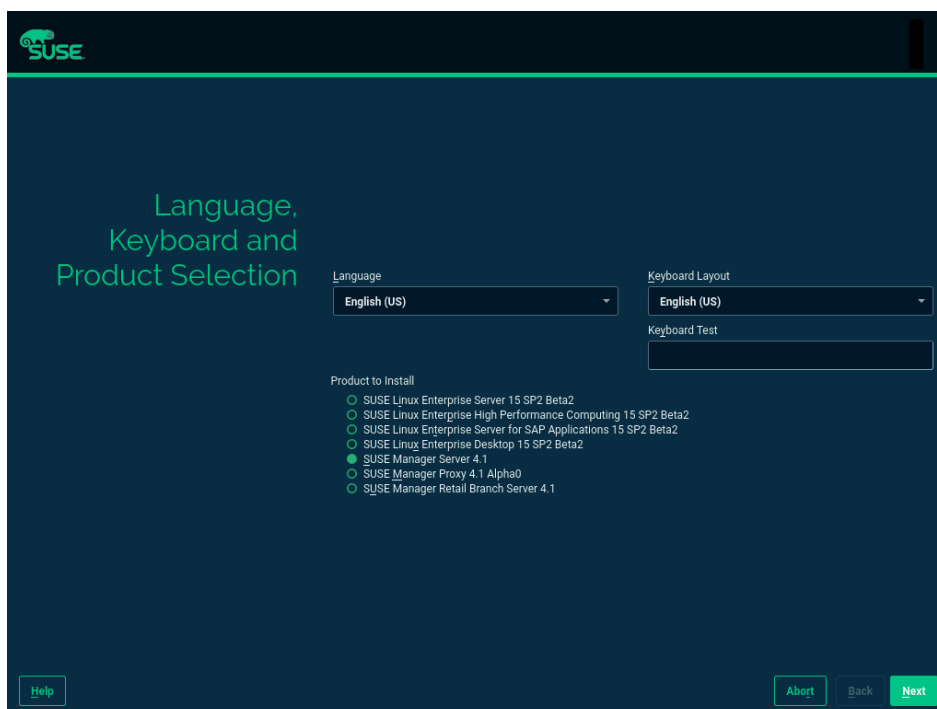 SUSE
Language,
Keyboard and
Product Selection
Language
Keyboard Layout
English (US)
English (US)
Keyboard Test
Product to Install
SUSE Linux Enterprise Server 15 SP2 Beta2
SUSE Linux Enterprise High Performance Computing 15 SP2 Beta2
SUSE Linux Enterprise Server for SAP Applications 15 SP2 Beta2
SUSE Linux Enterprise Desktop 15 SP2 Beta2
SUSE Manager Server 4.1
SUSE Manager Proxy 4.1 Alpha0
SUSE Manager Retail Branch Server 4.1
Help
Abort
Back
Next